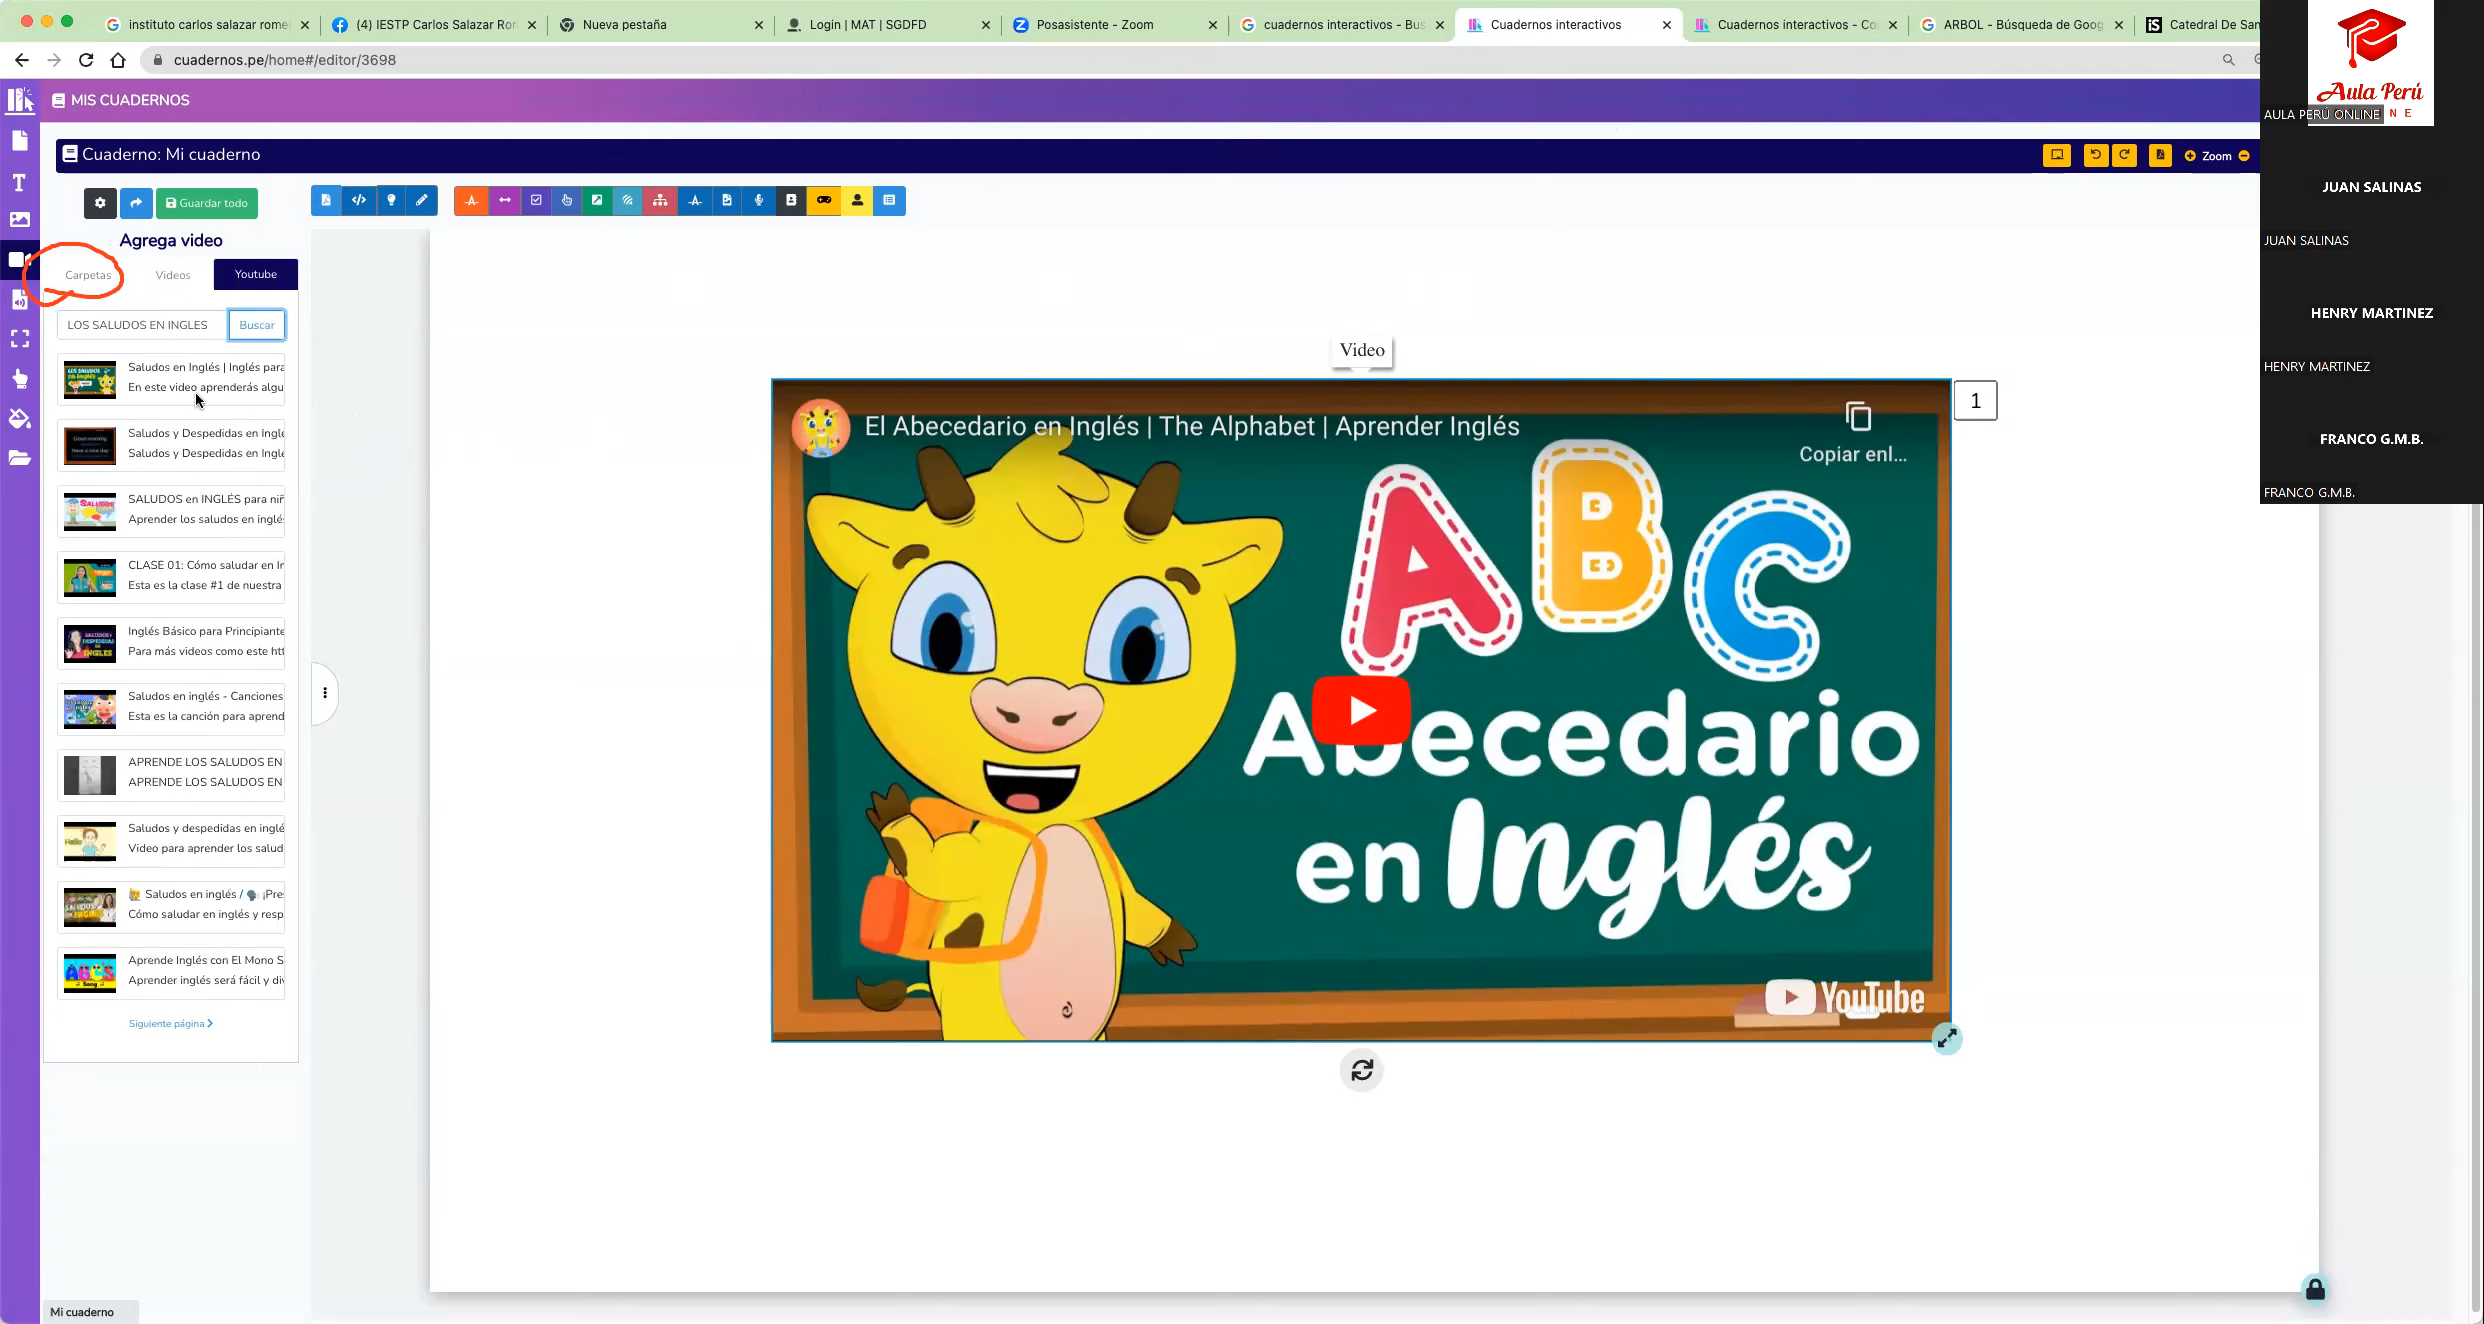 instituto carlos salazar rome
(4) IESTP Carlos Salazar Ror
Nueva pestaña
Login | MAT | SGDFD
Posasistente - Zoom
cuadernos interactivos - Bus
Cuadernos interactivos
Cuadernos interactivos - Co
ARBOL - Búsqueda de Goog
Catedral De San
cuadernos.pe/home#/editor/3698
MIS CUADERNOS
Cuaderno: Mi cuaderno
Zoom
Guardar todo
Agrega video
Carpetas
Videos
Youtube
LOS SALUDOS EN INGLES
Buscar
Saludos en Inglés | Inglés para
En este video aprenderás algu
Saludos y Despedidas en Ingle
Saludos y Despedidas en Ingle
SALUDOS en INGLÉS para niñ
Aprender los saludos en inglés
CLASE 01: Cómo saludar en Ir
Esta es la clase #1 de nuestra
Inglés Básico para Principiante
Para más videos como este htt
Saludos en inglés - Canciones
Esta es la canción para aprend
APRENDE LOS SALUDOS EN
APRENDE LOS SALUDOS EN
Saludos y despedidas en inglé
Video para aprender los salud
Saludos en inglés / ¡Pre
Cómo saludar en inglés y resp
Aprende Inglés con El Mono S
Aprender inglés será fácil y div
Siguiente página
Mi cuaderno
Video
1
El Abecedario en Inglés | The Alphabet | Aprender Inglés
Copiar enl...
ABC
Abecedario
en Inglés
YouTube
Aula Perú
AULA PERÚ ONLINE
N E
JUAN SALINAS
JUAN SALINAS
HENRY MARTINEZ
HENRY MARTINEZ
FRANCO G.M.B.
FRANCO G.M.B.